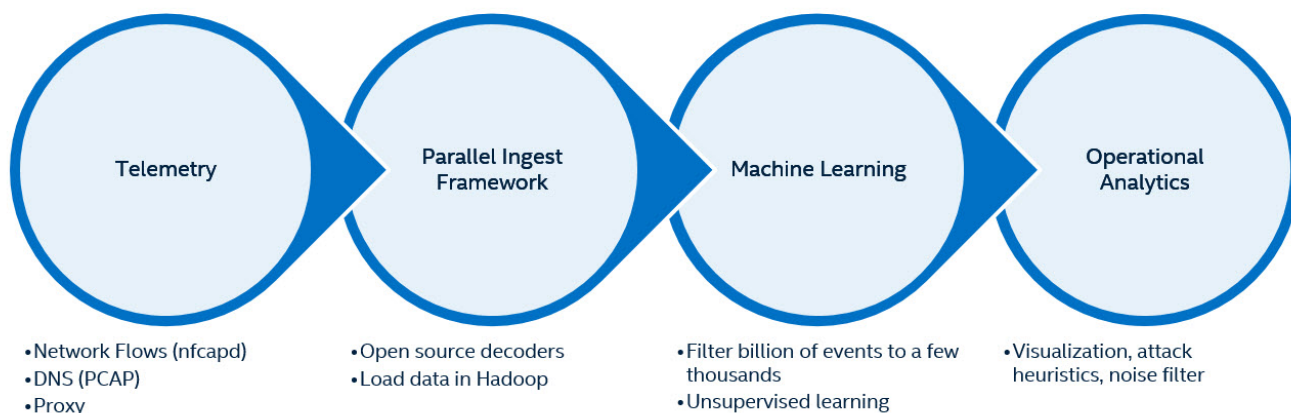 Telemetry
Parallel Ingest
Framework
Machine Learning
Operational
Analytics
•Network Flows (nfcapd)
•DNS (PCAP)
•Proxy
•Open source decoders
•Load data in Hadoop
•Filter billion of events to a few
thousands
•Unsupervised learning
•Visualization, attack
heuristics, noise filter